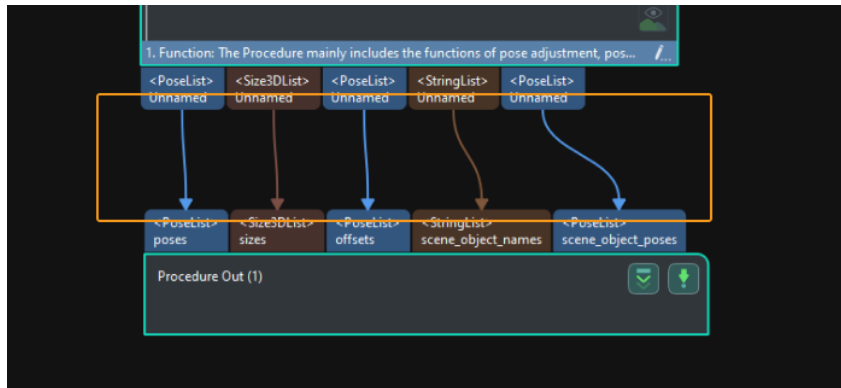 1. Function: The Procedure mainly includes the functions of pose adjustment, pos...
<PoseList> <Size3DList> <PoseList> <StringList> <PoseList>
Unnamed Unnamed Unnamed Unnamed Unnamed
<PoseList> <Size3DList> <PoseList> <StringList> <PoseList>
poses sizes offsets scene_object_names scene_object_poses
Procedure Out (1)